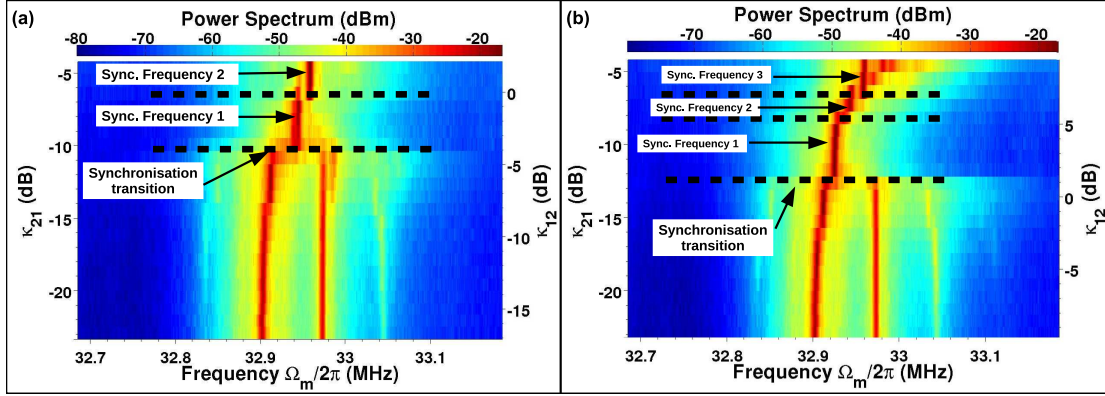 (a)
Power Spectrum (dBm)
-80 -70 -60 -50 -40 -30 -20
-5
-10
-15
-20
κ21 (dB)
Sync. Frequency 2
Sync. Frequency 1
Synchronisation
transition
0
-5
-10
-15
κ12 (dB)
32.7 32.8 32.9 33 33.1
Frequency Ωm/2π (MHz)
(b)
Power Spectrum (dBm)
-70 -60 -50 -40 -30 -20
-5
-10
-15
-20
κ21 (dB)
Sync. Frequency 3
Sync. Frequency 2
Sync. Frequency 1
Synchronisation
transition
5
0
-5
κ12 (dB)
32.7 32.8 32.9 33 33.1
Frequency Ωm/2π (MHz)